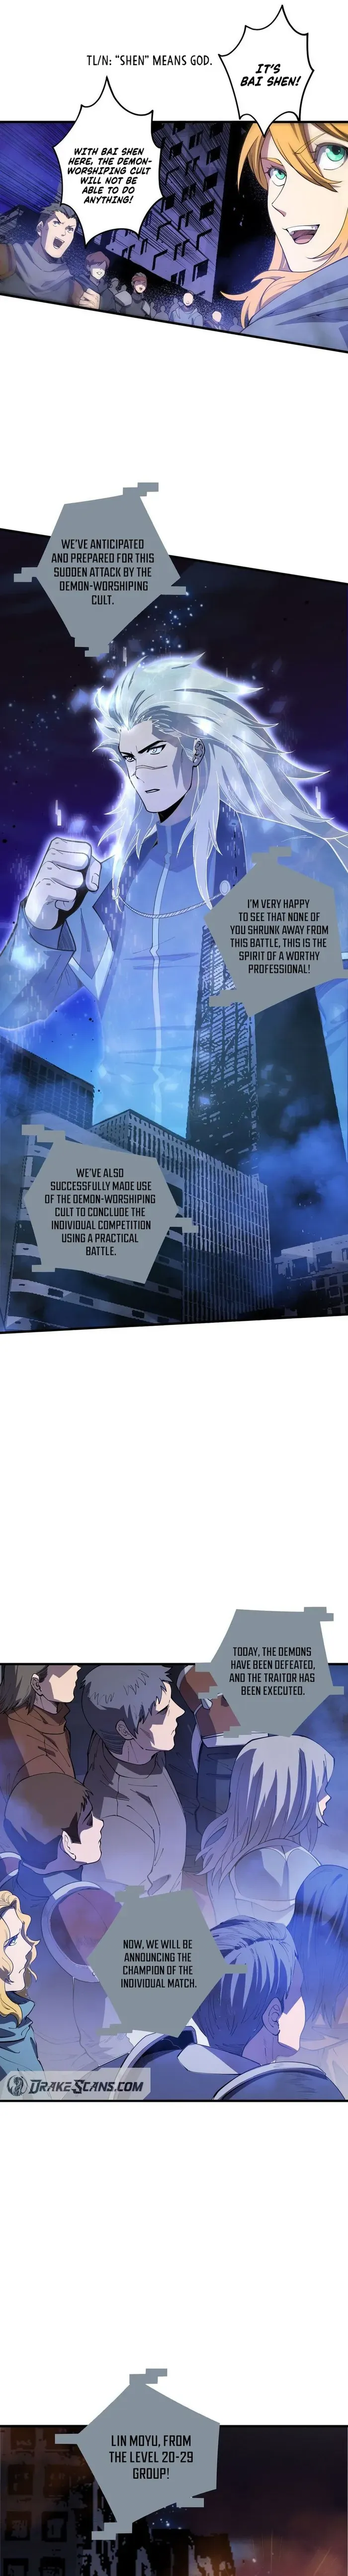 IT'S
BAI SHEN!
TL/N: "SHEN" MEANS GOD.
WITH BAI SHEN
HERE, THE DEMON-
WORSHIPING CULT
WILL NOT BE
ABLE TO DO
ANYTHING!
WE'VE ANTICIPATED
AND PREPARED FOR THIS
SUDDEN ATTACK BY THE
DEMON-WORSHIPING
CULT.
I'M VERY HAPPY
TO SEE THAT NONE OF
YOU SHRUNK AWAY FROM
THIS BATTLE, THIS IS THE
SPIRIT OF A WORTHY
PROFESSIONAL!
WE'VE ALSO
SUCCESSFULLY MADE USE
OF THE DEMON-WORSHIPING
CULT TO CONCLUDE THE
INDIVIDUAL COMPETITION
USING A PRACTICAL
BATTLE.
TODAY, THE DEMONS
HAVE BEEN DEFEATED,
AND THE TRAITOR HAS
BEEN EXECUTED.
NOW, WE WILL BE
ANNOUNCING THE
CHAMPION OF THE
INDIVIDUAL MATCH.
DRAKESCANS.COM
LIN MOYU, FROM
THE LEVEL 20-29
GROUP!